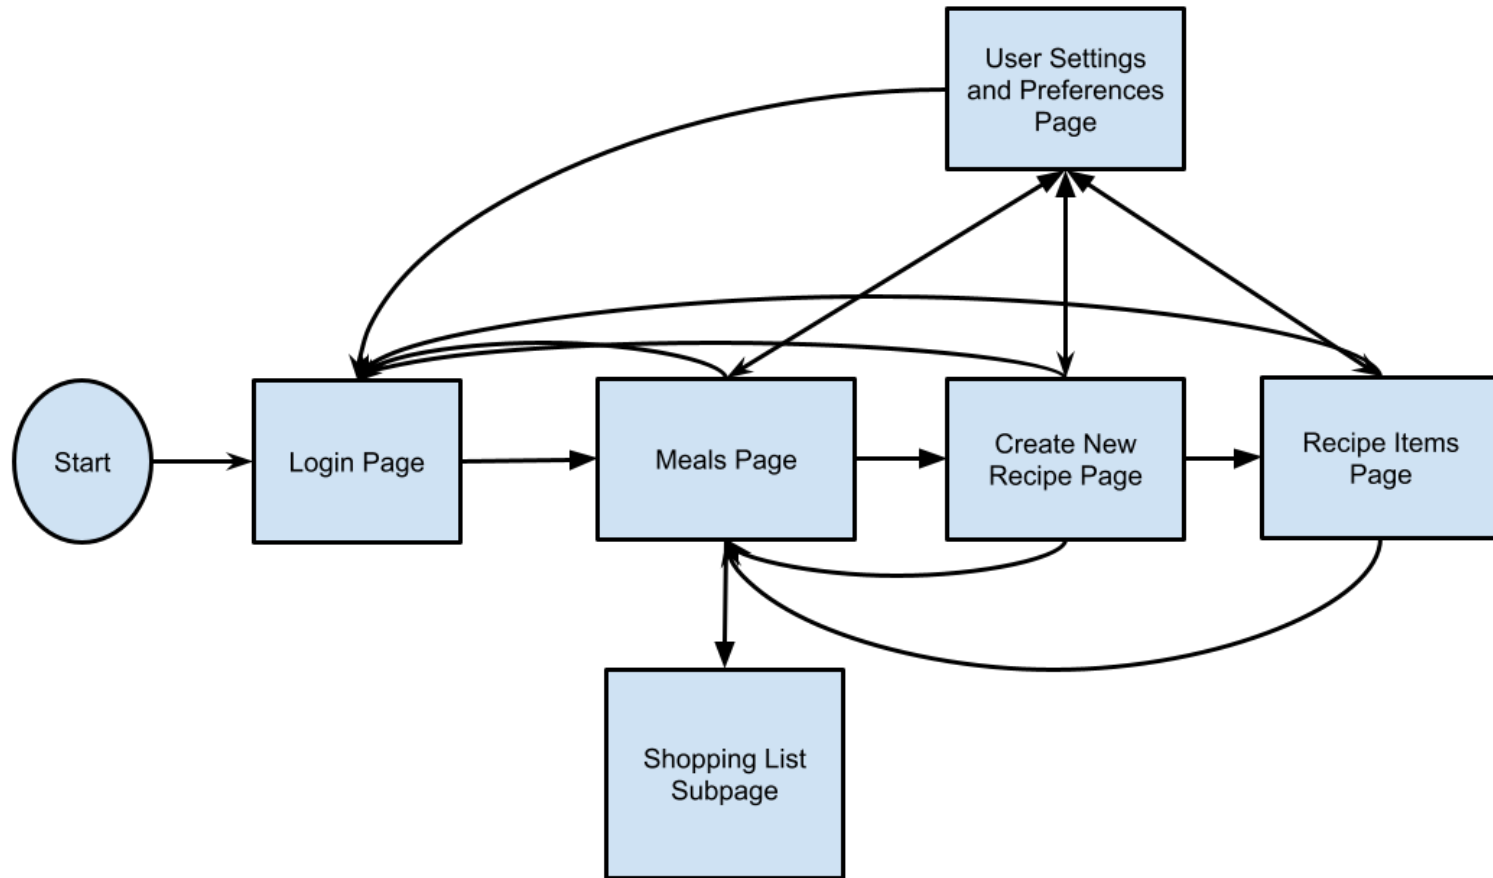 User Settings
and Preferences
Page
Start
Login Page
Meals Page
Create New
Recipe Page
Recipe Items
Page
Shopping List
Subpage